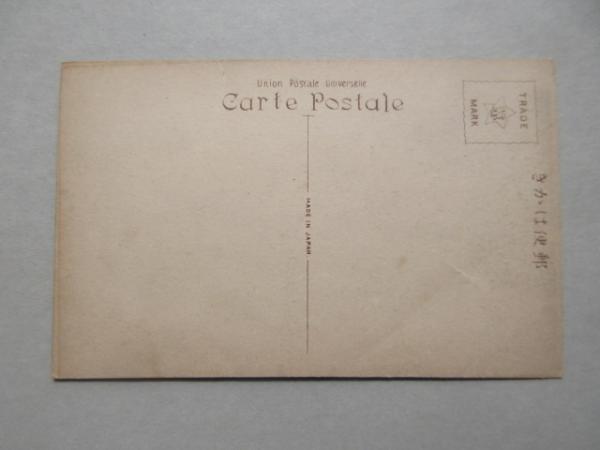 Union Postale Universelle
Carte Postale
TRADE
MARK
MADE IN JAPAN
郵便はかき